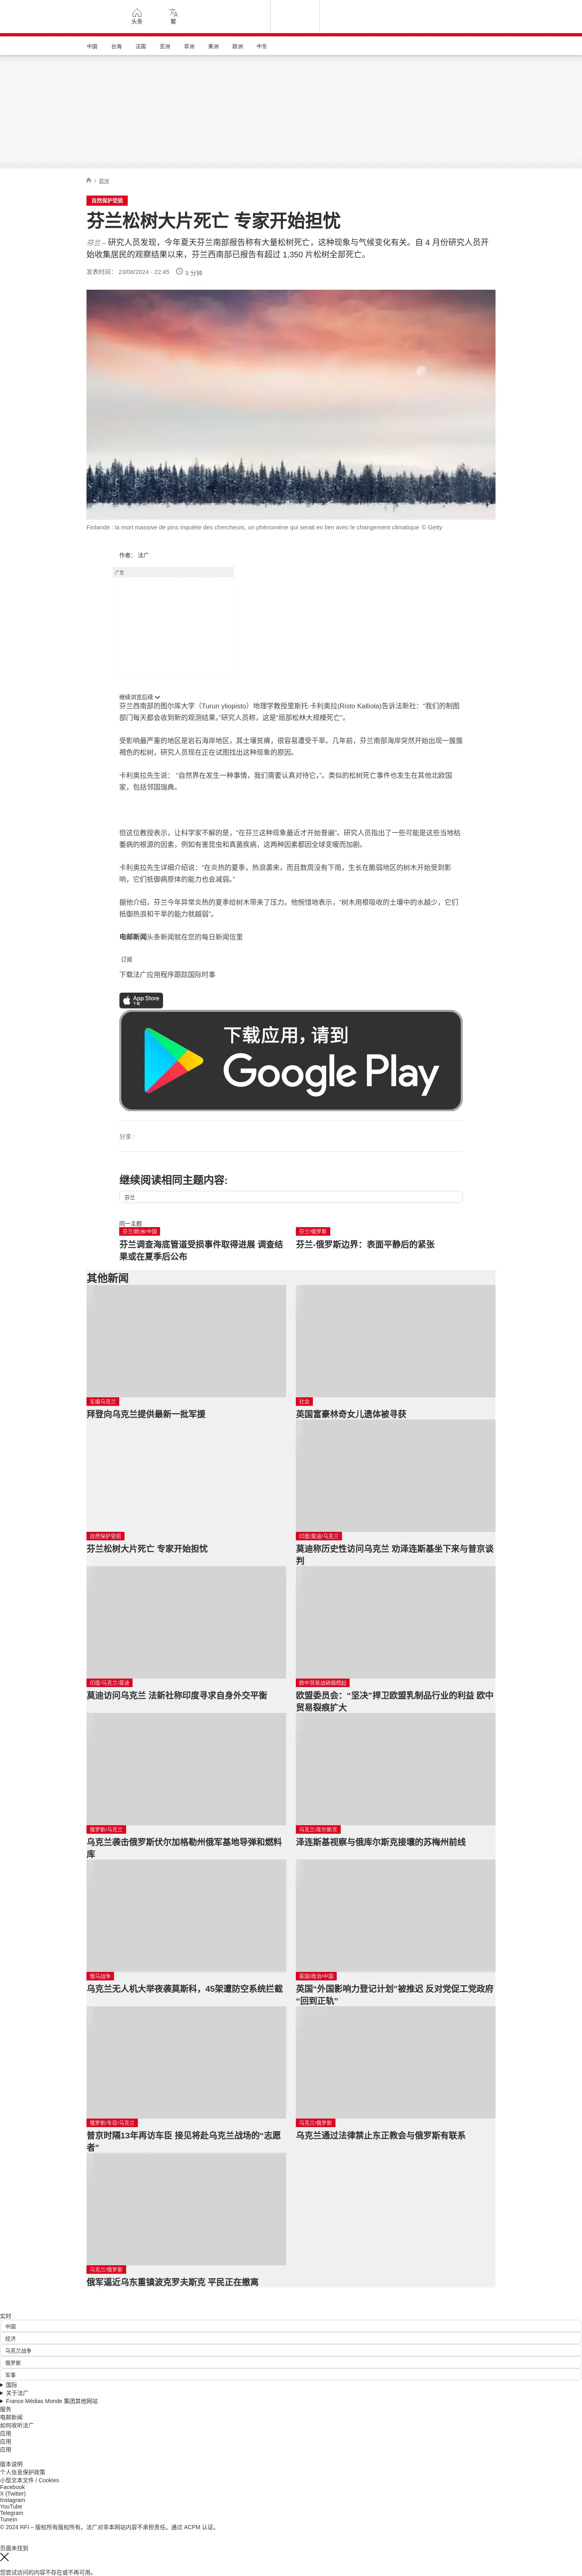 头条
繁
中国
台海
法国
亚洲
非洲
美洲
欧洲
中东
/ 欧洲
自然保护受损
芬兰松树大片死亡 专家开始担忧
芬兰 – 研究人员发现，今年夏天芬兰南部报告称有大量松树死亡，这种现象与气候变化有关。自 4 月份研究人员开
始收集居民的观察结果以来，芬兰西南部已报告有超过 1,350 片松树全部死亡。
发表时间： 23/08/2024 - 22:45
3 分钟
Finlande : la mort massive de pins inquiète des chercheurs, un phénomène qui serait en lien avec le changement climatique © Getty
作者： 法广
广告
继续浏览后续
芬兰西南部的图尔库大学（Turun yliopisto）地理学教授里斯托·卡利奥拉(Risto Kalliola)告诉法新社：“我们的制图
部门每天都会收到新的观测结果。”研究人员称，这是“局部松林大规模死亡”。
受影响最严重的地区是岩石海岸地区，其土壤贫瘠，很容易遭受干旱。几年前，芬兰南部海岸突然开始出现一簇簇
褐色的松树，研究人员现在正在试图找出这种现象的原因。
卡利奥拉先生说： “自然界在发生一种事情，我们需要认真对待它，”。类似的松树死亡事件也发生在其他北欧国
家，包括邻国瑞典。
但这位教授表示，让科学家不解的是，“在芬兰这种现象最近才开始普遍”。研究人员指出了一些可能是这些当地枯
萎病的根源的因素，例如有害昆虫和真菌疾病，这两种因素都因全球变暖而加剧。
卡利奥拉先生详细介绍说：“在炎热的夏季，热浪袭来，而且数周没有下雨，生长在脆弱地区的树木开始受到影
响，它们抵御病原体的能力也会减弱。”
据他介绍，芬兰今年异常炎热的夏季给树木带来了压力。他惋惜地表示，“树木用根吸收的土壤中的水越少，它们
抵御热浪和干旱的能力就越弱”。
电邮新闻头条新闻就在您的每日新闻信里
订阅
下载法广应用程序跟踪国际时事
App Store
下载
下载应用，请到
Google Play
分享 :
继续阅读相同主题内容:
芬兰
同一主题
芬兰/欧洲/中国
芬兰调查海底管道受损事件取得进展 调查结
果或在夏季后公布
芬兰/俄罗斯
芬兰-俄罗斯边界：表面平静后的紧张
其他新闻
军援乌克兰
拜登向乌克兰提供最新一批军援
社会
英国富豪林奇女儿遗体被寻获
自然保护受损
芬兰松树大片死亡 专家开始担忧
印度/莫迪/乌克兰
莫迪称历史性访问乌克兰 劝泽连斯基坐下来与普京谈
判
印度/乌克兰/莫迪
莫迪访问乌克兰 法新社称印度寻求自身外交平衡
欧中贸易战硝烟燃起
欧盟委员会：“坚决”捍卫欧盟乳制品行业的利益 欧中
贸易裂痕扩大
俄罗斯/乌克兰
乌克兰袭击俄罗斯伏尔加格勒州俄军基地导弹和燃料
库
乌克兰/库尔斯克
泽连斯基视察与俄库尔斯克接壤的苏梅州前线
俄乌战争
乌克兰无人机大举夜袭莫斯科，45架遭防空系统拦截
英国/政治/中国
英国“外国影响力登记计划”被推迟 反对党促工党政府
“回到正轨”
俄罗斯/车臣/乌克兰
普京时隔13年再访车臣 接见将赴乌克兰战场的“志愿
者”
乌克兰/俄罗斯
乌克兰通过法律禁止东正教会与俄罗斯有联系
乌克兰/俄罗斯
俄军逼近乌东重镇波克罗夫斯克 平民正在撤离
实时
中国
经济
乌克兰战争
俄罗斯
军事
国际
关于法广
France Médias Monde 集团其他网站
服务
电邮新闻
如何收听法广
应用
应用
应用
版本说明
个人信息保护政策
小型文本文件 / Cookies
Facebook
X (Twitter)
Instagram
YouTube
Telegram
TuneIn
© 2024 RFI – 版权所有版权所有。法广对非本网站内容不承担责任。通过 ACPM 认证。
页面未找到
您尝试访问的内容不存在或不再可用。